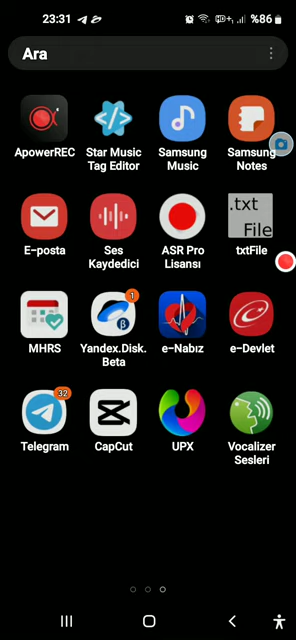 23:31 %86
Ara
ApowerREC
Star Music
Tag Editor
Samsung
Music
Samsung
Notes
E-posta
Ses
Kaydedici
ASR Pro
Lisansı
.txt
File
txtFile
MHRS
1
β
Yandex.Disk.
Beta
e-Nabız
e-Devlet
32
Telegram
CapCut
UPX
Vocalizer
Sesleri